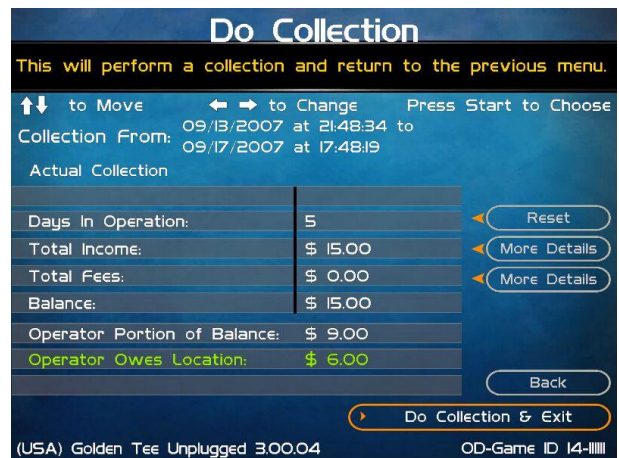 Do Collection
This will perform a collection and return to the previous menu.
to Move to Change Press Start to Choose
Collection From: 09/13/2007 at 21:48:34 to
09/17/2007 at 17:48:19
Actual Collection
Days In Operation: 5 Reset
Total Income: $ 15.00 More Details
Total Fees: $ 0.00 More Details
Balance: $ 15.00
Operator Portion of Balance: $ 9.00
Operator Owes Location: $ 6.00
Back
Do Collection & Exit
(USA) Golden Tee Unplugged 3.00.04 OD-Game ID 14-111111